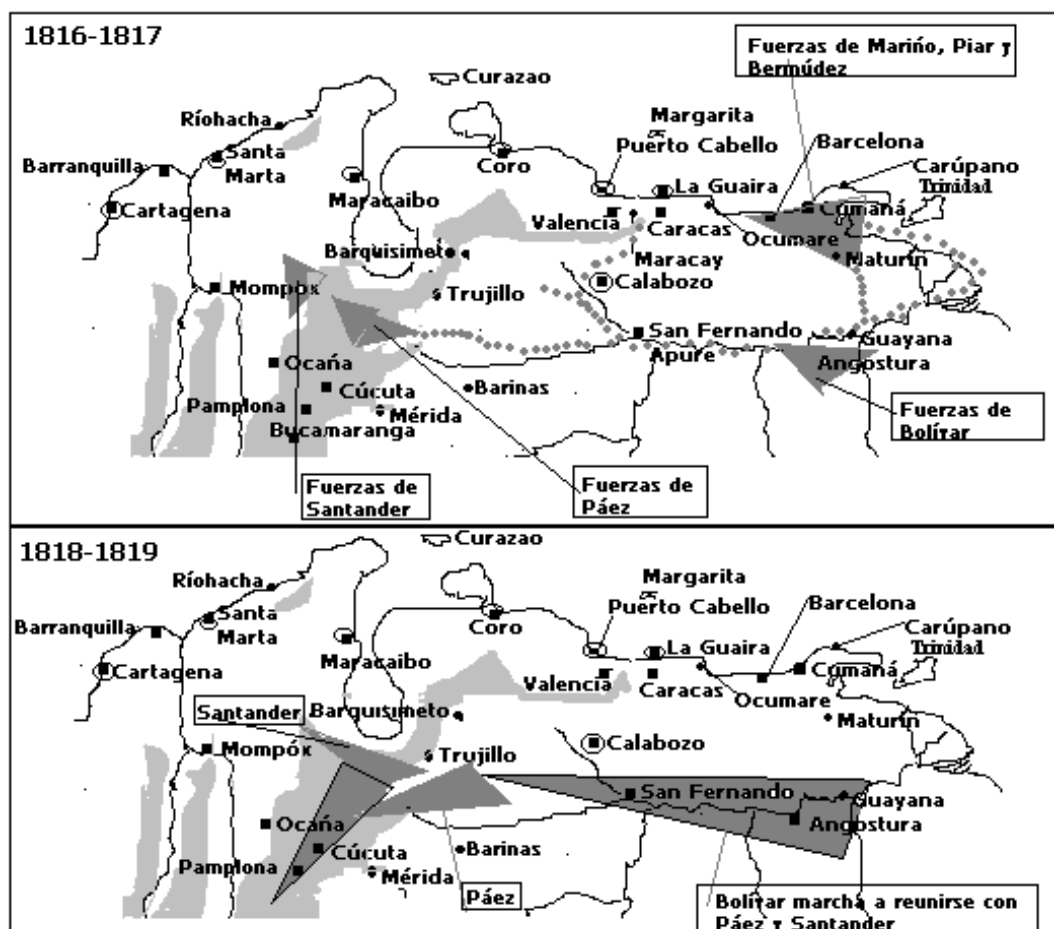 1816-1817
Fuerzas de Mariño, Piar y
Bermúdez
Curazao
Ríohacha
Margarita
Puerto Cabello
Barcelona
Barranquilla
Santa
Marta
Coro
Carúpano
Trinidad
Maracaibo
La Guaira
Cartagena
Valencia
Caracas
Cumaná
Ocumare
Barquisimeto
Maracay
Maturín
Calabozo
Mompóx
Trujillo
San Fernando
Guayana
Apure
Angostura
Ocaña
Cúcuta
Barinas
Pamplona
Mérida
Bucamaranga
Fuerzas de
Bolívar
Fuerzas de
Santander
Fuerzas de
Páez
1818-1819
Curazao
Ríohacha
Margarita
Puerto Cabello
Barcelona
Barranquilla
Santa
Marta
Coro
Carúpano
Trinidad
Maracaibo
La Guaira
Cartagena
Valencia
Caracas
Cumaná
Ocumare
Santander
Barquisimeto
Maturín
Mompóx
Trujillo
Calabozo
San Fernando
Guayana
Ocaña
Angostura
Cúcuta
Barinas
Pamplona
Mérida
Páez
Bolívar marcha a reunirse con
Páez y Santander